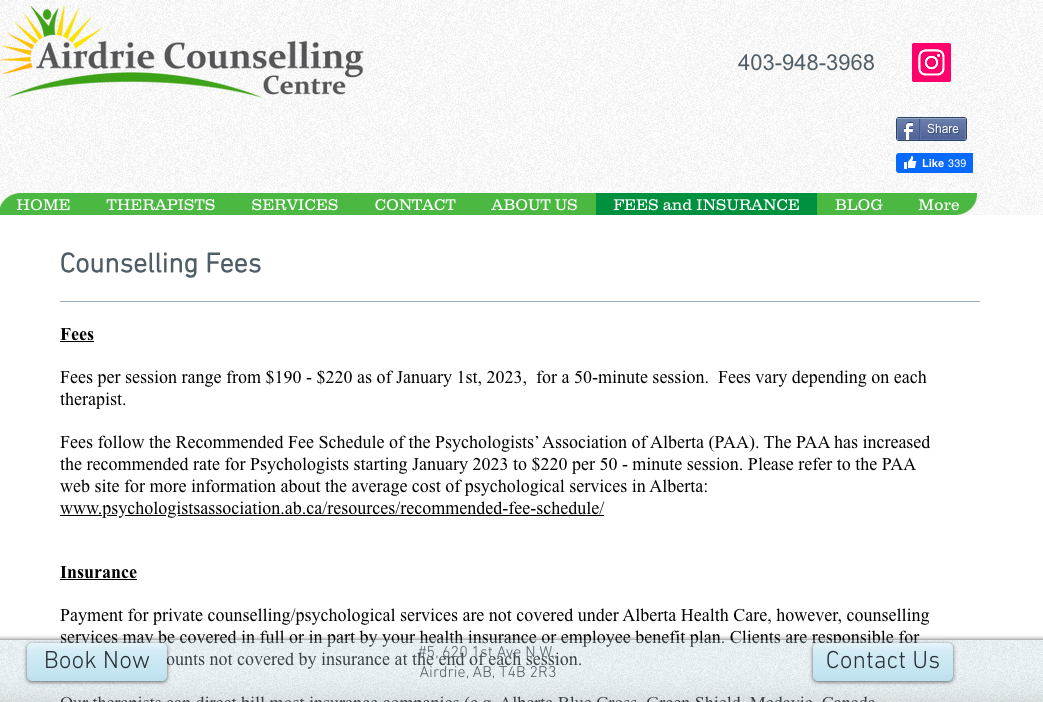 Airdrie Counselling
Centre
403-948-3968
Share
Like 339
HOME THERAPISTS SERVICES CONTACT ABOUT US FEES and INSURANCE BLOG More
Counselling Fees
Fees
Fees per session range from $190 - $220 as of January 1st, 2023,  for a 50-minute session.  Fees vary depending on each
therapist.
Fees follow the Recommended Fee Schedule of the Psychologists' Association of Alberta (PAA). The PAA has increased
the recommended rate for Psychologists starting January 2023 to $220 per 50 - minute session. Please refer to the PAA
web site for more information about the average cost of psychological services in Alberta:
www.psychologistsassociation.ab.ca/resources/recommended-fee-schedule/
Insurance
Payment for private counselling/psychological services are not covered under Alberta Health Care, however, counselling
services may be covered in full or in part by your health insurance or employee benefit plan. Clients are responsible for
ounts not covered by insurance at the end of each session.
Our therapists can direct bill most insurance companies (e.g. Alberta Blue Cross, Green Shield, Medavie, Canada
Book Now
#5, 620 1st Ave N.W.
Airdrie, AB, T4B 2R3
Contact Us